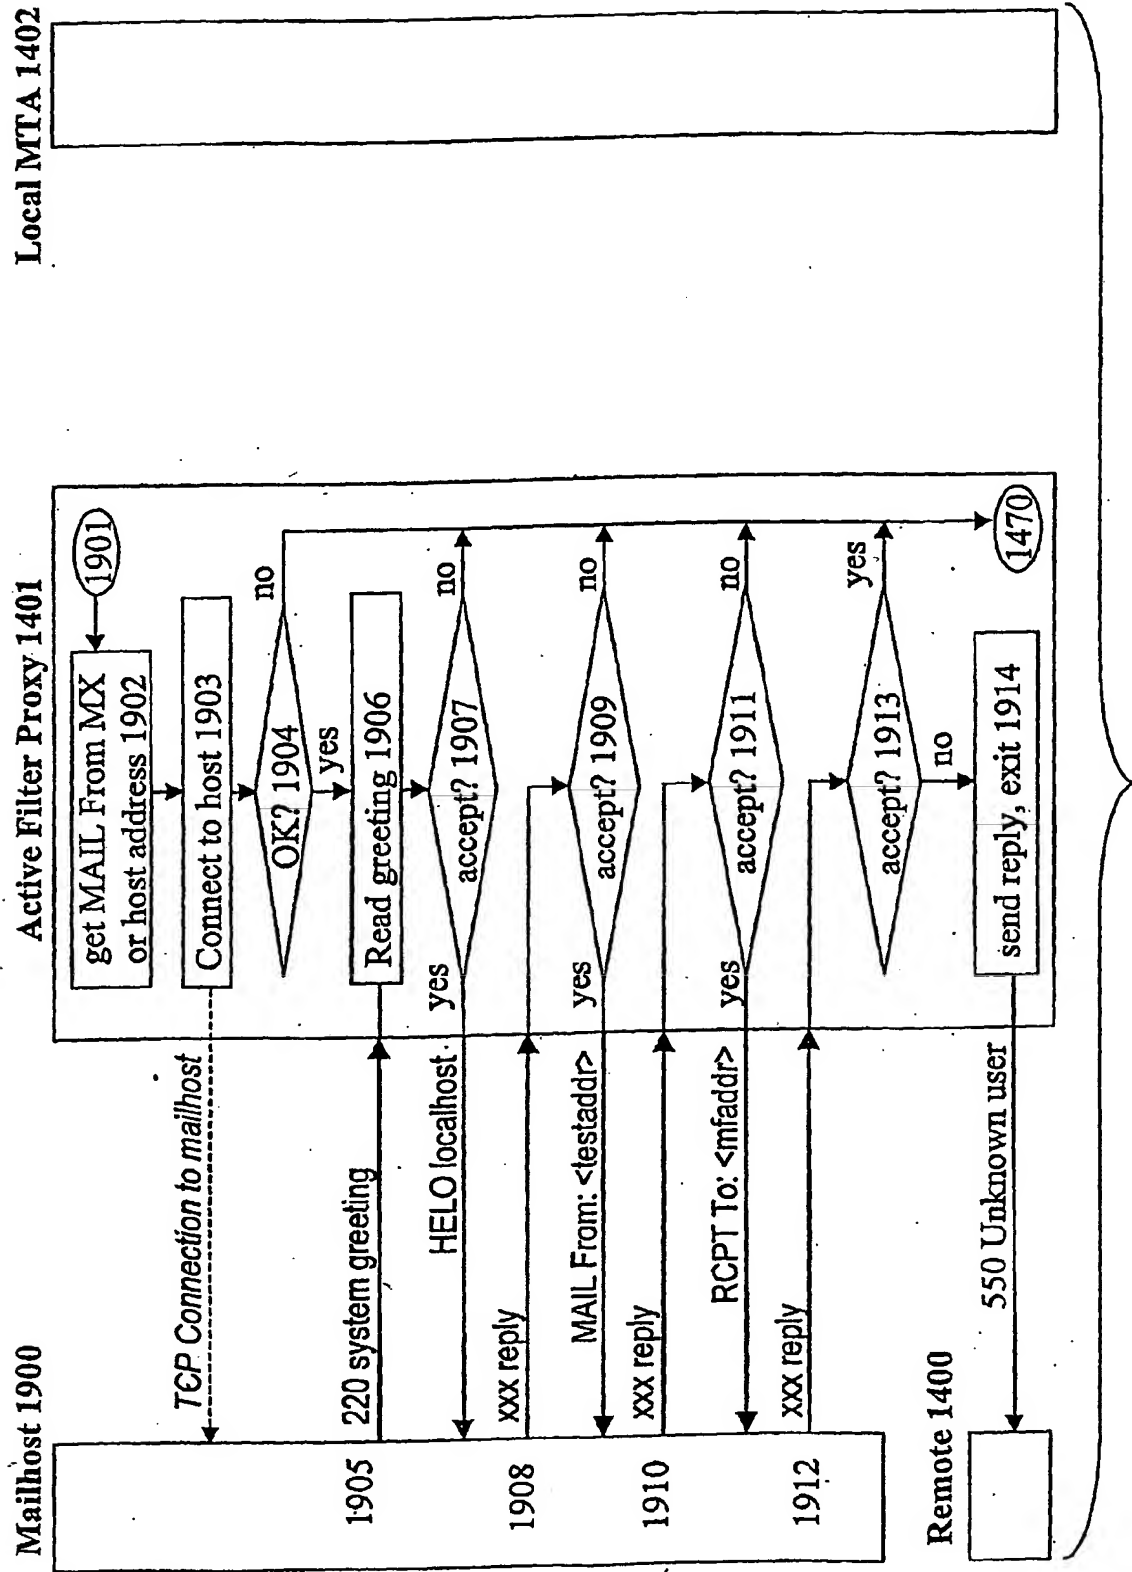 Mailhost 1900
Active Filter Proxy 1401
Local MTA 1402
1901
get MAIL From MX
or host address 1902
TCP Connection to mailhost
Connect to host 1903
OK? 1904
no
yes
1905
220 system greeting
Read greeting 1906
accept? 1907
yes
no
HELO localhost
1908
xxx reply
accept? 1909
yes
no
MAIL From: <testaddr>
1910
xxx reply
accept? 1911
yes
no
RCPT To: <mfaddr>
1912
xxx reply
accept? 1913
yes
no
1470
Remote 1400
550 Unknown user
send reply, exit 1914